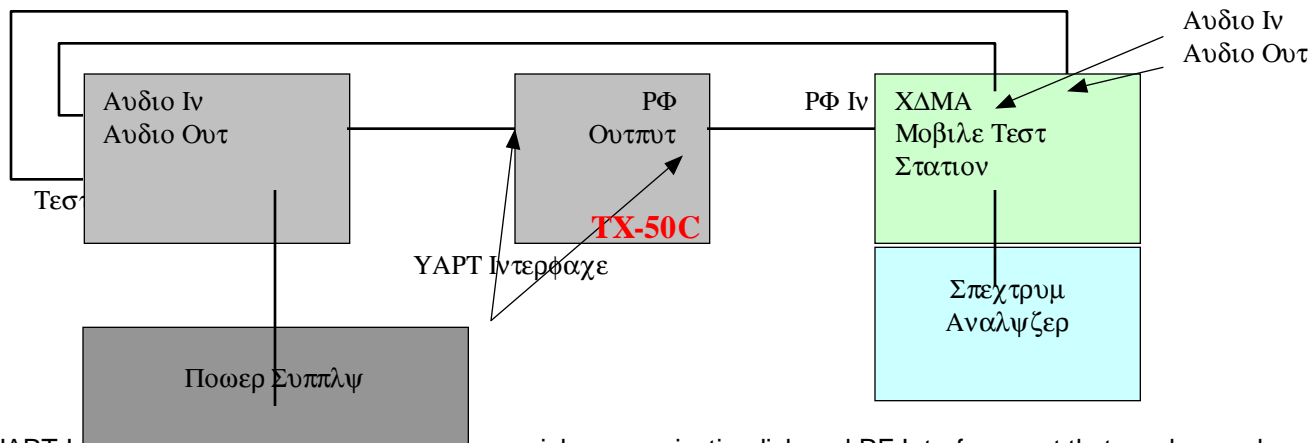 Αυδιο Ιν
Αυδιο Ουτ
Αυδιο Ιν
Αυδιο Ουτ
ΡΦ
Ουτπυτ
ΡΦ Ιν
ΧΔΜΑ
Μοβιλε Τεστ
Στατιον
Τεσ
TX-50C
ΥΑΡΤ Ιντερφαχε
Σπεχτρυμ
Αναλψζερ
Ποωερ Συππλψ